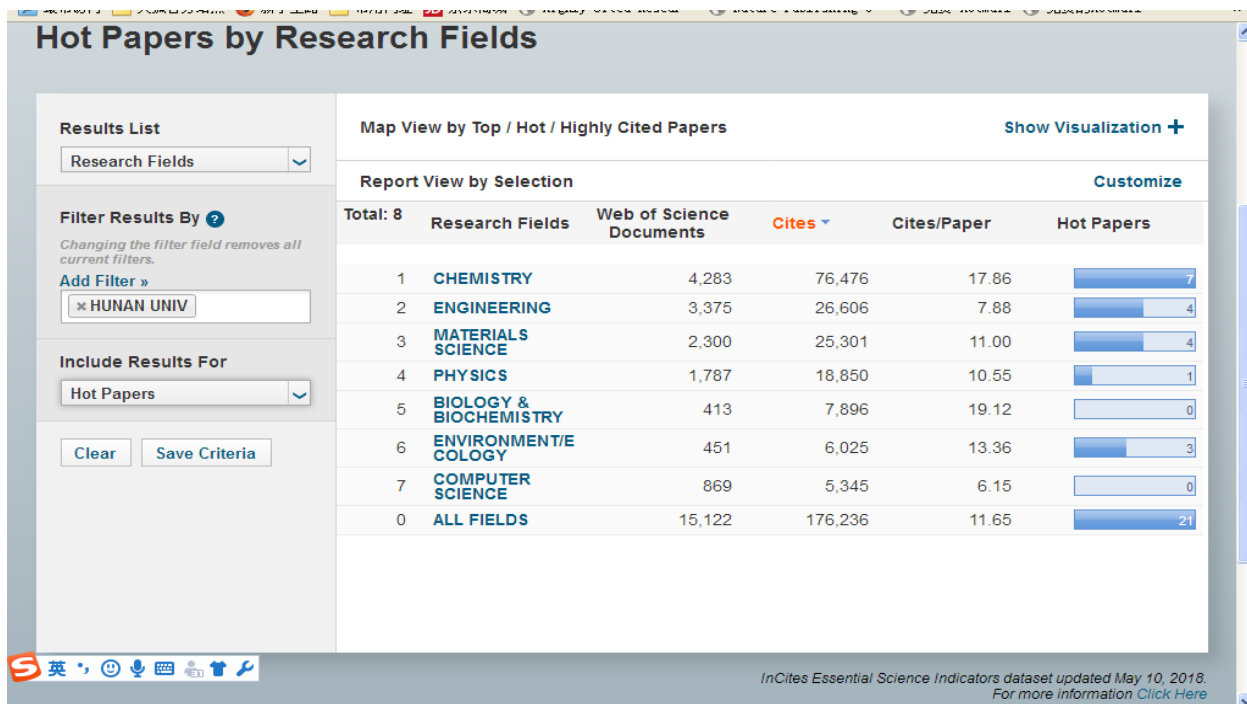 Hot Papers by Research Fields
Results List
Research Fields
Filter Results By ?
Changing the filter field removes all
current filters.
Add Filter »
× HUNAN UNIV
Include Results For
Hot Papers
Clear Save Criteria
Map View by Top / Hot / Highly Cited Papers Show Visualization +
Report View by Selection Customize
Total: 8 Research Fields Web of Science Documents Cites Cites/Paper Hot Papers
1 CHEMISTRY 4,283 76,476 17.86 7
2 ENGINEERING 3,375 26,606 7.88 4
3 MATERIALS SCIENCE 2,300 25,301 11.00 4
4 PHYSICS 1,787 18,850 10.55 1
5 BIOLOGY & BIOCHEMISTRY 413 7,896 19.12 0
6 ENVIRONMENT/E COLOGY 451 6,025 13.36 3
7 COMPUTER SCIENCE 869 5,345 6.15 0
0 ALL FIELDS 15,122 176,236 11.65 21
S 英
InCites Essential Science Indicators dataset updated May 10, 2018.
For more information Click Here